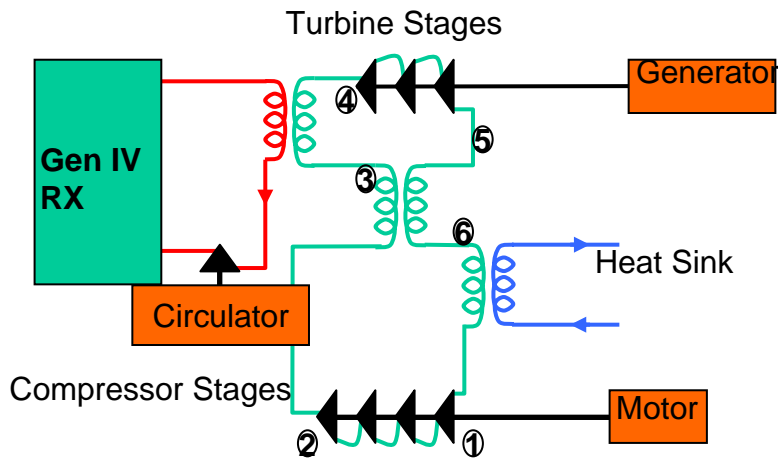 Turbine Stages
Generator
④
Gen IV
RX
⑤
③
⑥
Heat Sink
Circulator
Compressor Stages
Motor
②
①